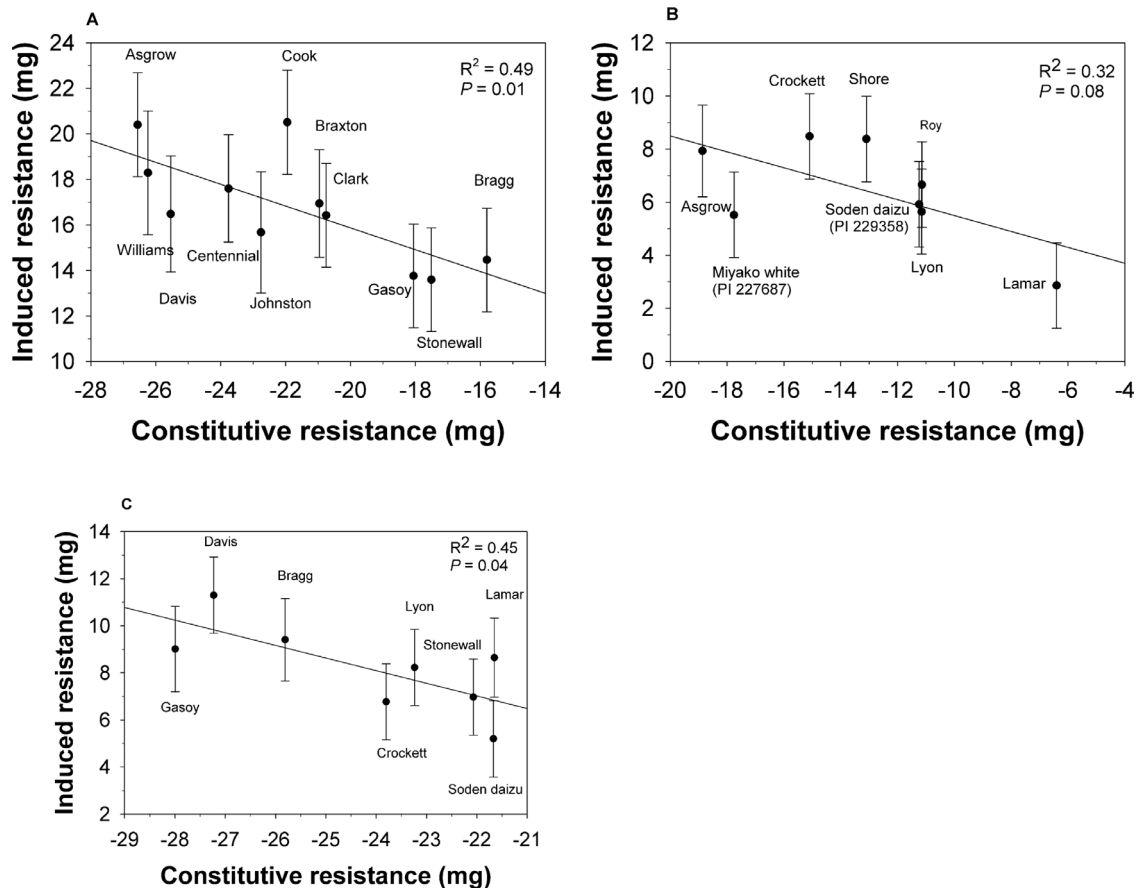 A
Induced resistance (mg)
24
22
20
18
16
14
12
10
Asgrow
Cook
R² = 0.49
P = 0.01
Braxton
Clark
Bragg
Williams
Centennial
Davis
Johnston
Gasoy
Stonewall
-28 -26 -24 -22 -20 -18 -16 -14
Constitutive resistance (mg)
B
Induced resistance (mg)
12
10
8
6
4
2
0
R² = 0.32
P = 0.08
Crockett
Shore
Roy
Asgrow
Soden daizu
(PI 229358)
Miyako white
(PI 227687)
Lyon
Lamar
-20 -18 -16 -14 -12 -10 -8 -6 -4
Constitutive resistance (mg)
C
Induced resistance (mg)
14
12
10
8
6
4
2
Davis
R² = 0.45
P = 0.04
Bragg
Lyon
Lamar
Stonewall
Gasoy
Crockett
Soden daizu
-29 -28 -27 -26 -25 -24 -23 -22 -21
Constitutive resistance (mg)